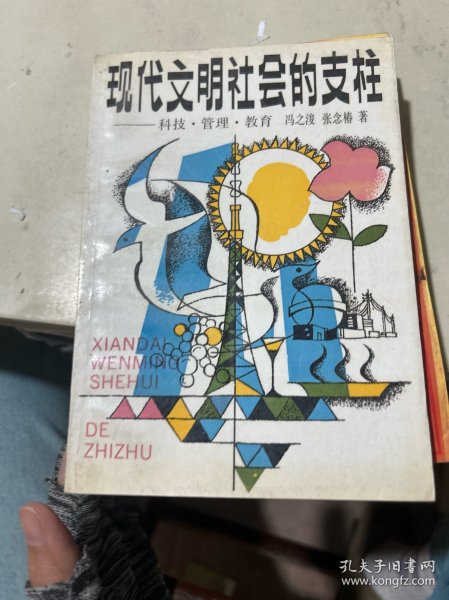 现代文明社会的支柱
——科技·管理·教育 冯之浚 张念椿 著
XIANDAI
WENMING
SHEHUI
DE
ZHIZHU
孔夫子旧书网
www.kongfz.com